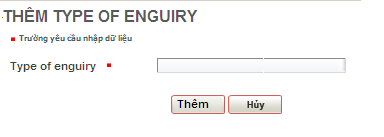 THÊM TYPE OF ENGUIRY
Trường yêu cầu nhập dữ liệu
Type of enguiry
Thêm Hủy